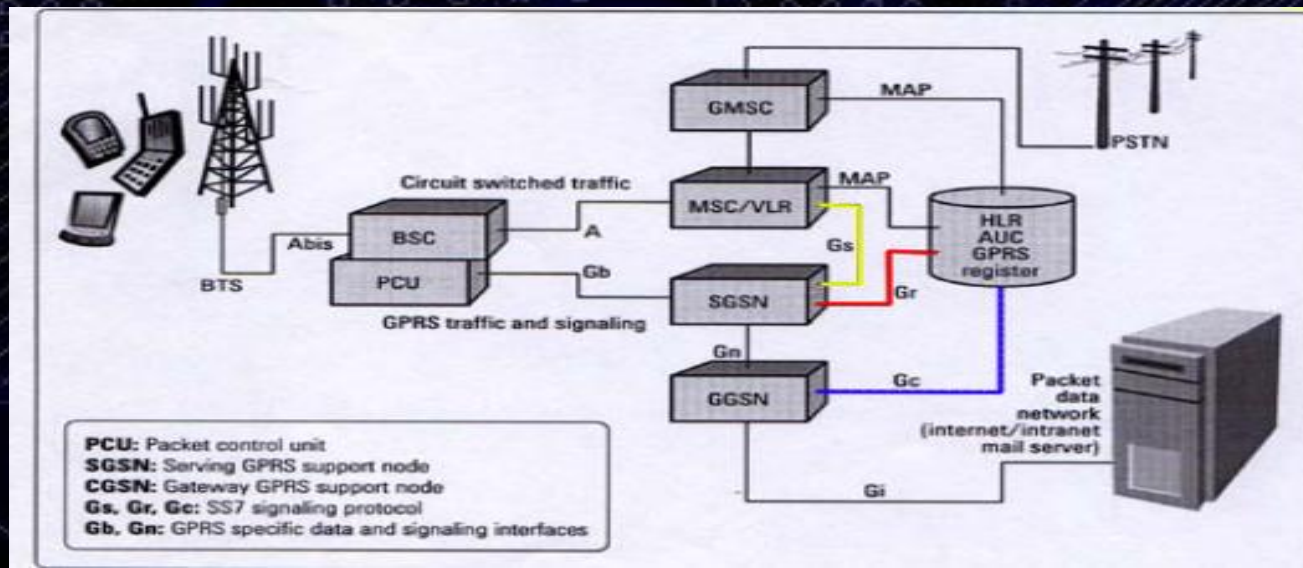 GMSC
MAP
PSTN
Circuit switched traffic
MSC/VLR
MAP
HLR
AUC
GPRS
register
Abis
BSC
A
Gs
BTS
PCU
Gb
SGSN
Gr
GPRS traffic and signaling
Gn
GGSN
Gc
Packet
data
network
(internet/intranet
mail server)
Gi
PCU: Packet control unit
SGSN: Serving GPRS support node
CGSN: Gateway GPRS support node
Gs, Gr, Gc: SS7 signaling protocol
Gb, Gn: GPRS specific data and signaling interfaces